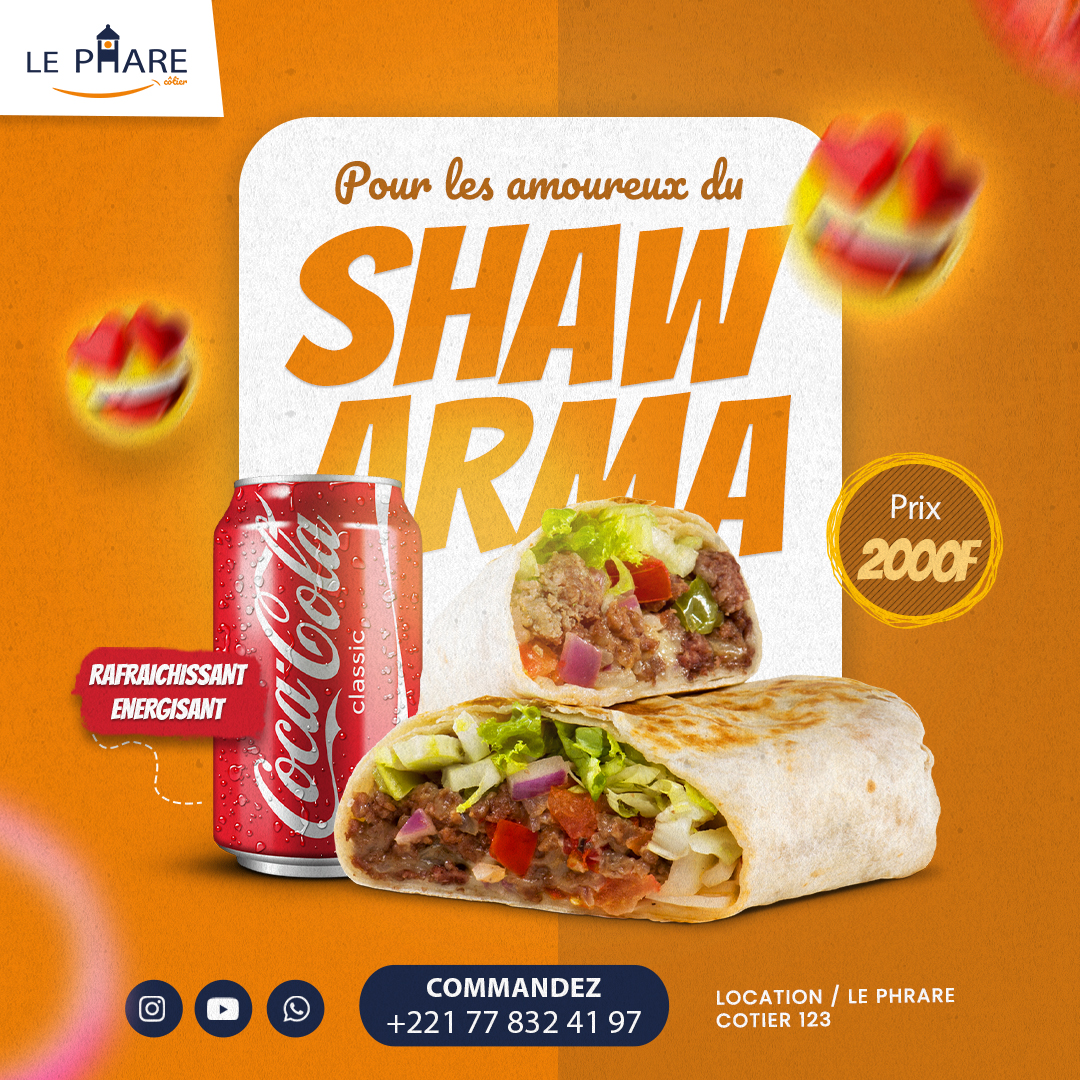 LE PHARE
côtier
Pour les amoureux du
SHAW
ARMA
Prix
2000F
Coca-Cola
classic
RAFRAICHISSANT
ENERGISANT
COMMANDEZ
+221 77 832 41 97
LOCATION / LE PHRARE
COTIER 123